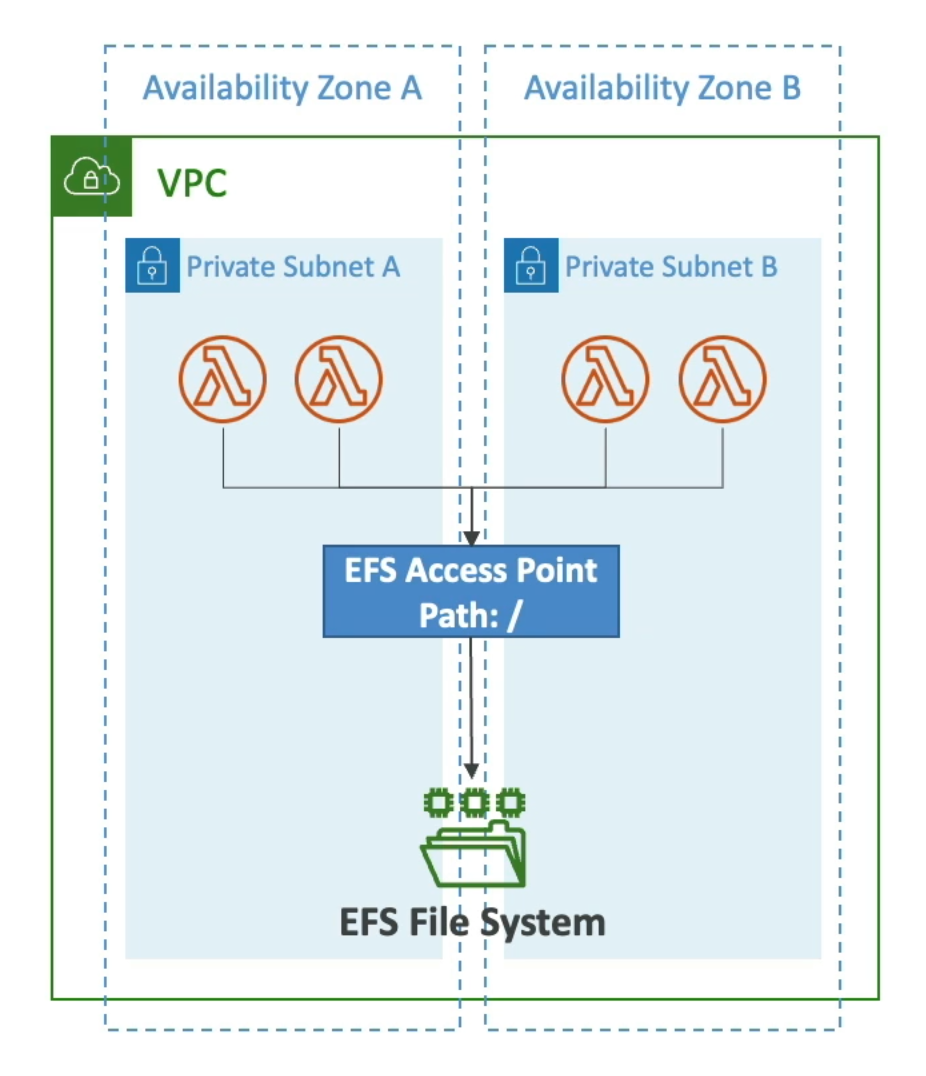 Availability Zone A
Availability Zone B
VPC
Private Subnet A
Private Subnet B
EFS Access Point
Path: /
EFS File System